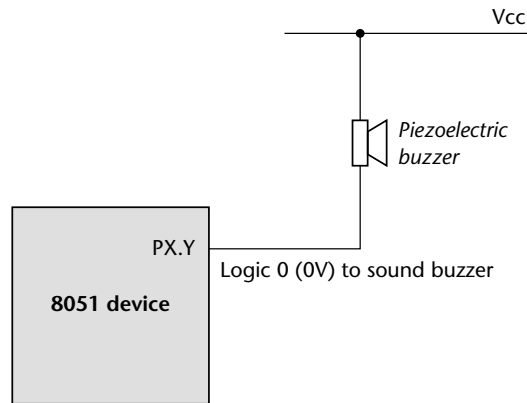 Vcc
Piezoelectric
buzzer
PX.Y
Logic 0 (0V) to sound buzzer
8051 device